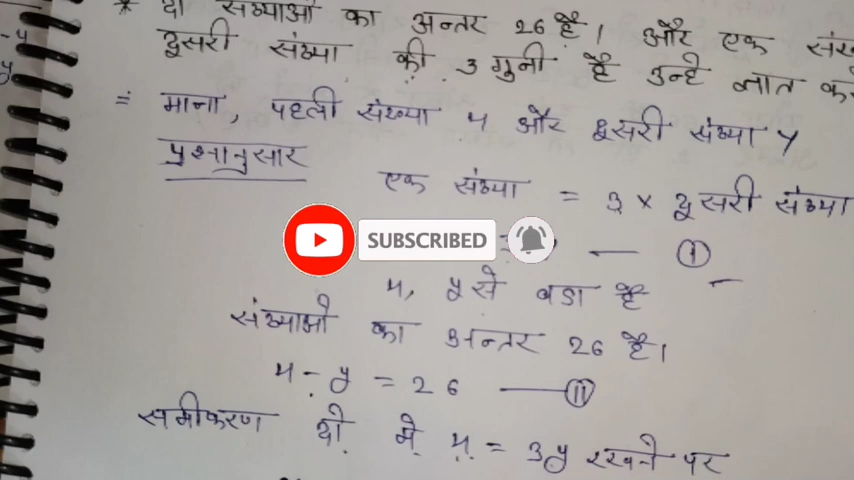 * दो संख्याओं का अन्तर 26 है। और एक
दूसरी संख्या की 3 गुनी है उन्हे ज्ञात
= माना, पहली संख्या x और दूसरी संख्या y
प्रश्नानुसार
एक संख्या = 3 x दूसरी संख्या
SUBSCRIBED
— I
x, y से बडा है
संख्याओ का अन्तर 26 है।
x - y = 26 — II
समीकरण दो मे x = 3y रखने पर